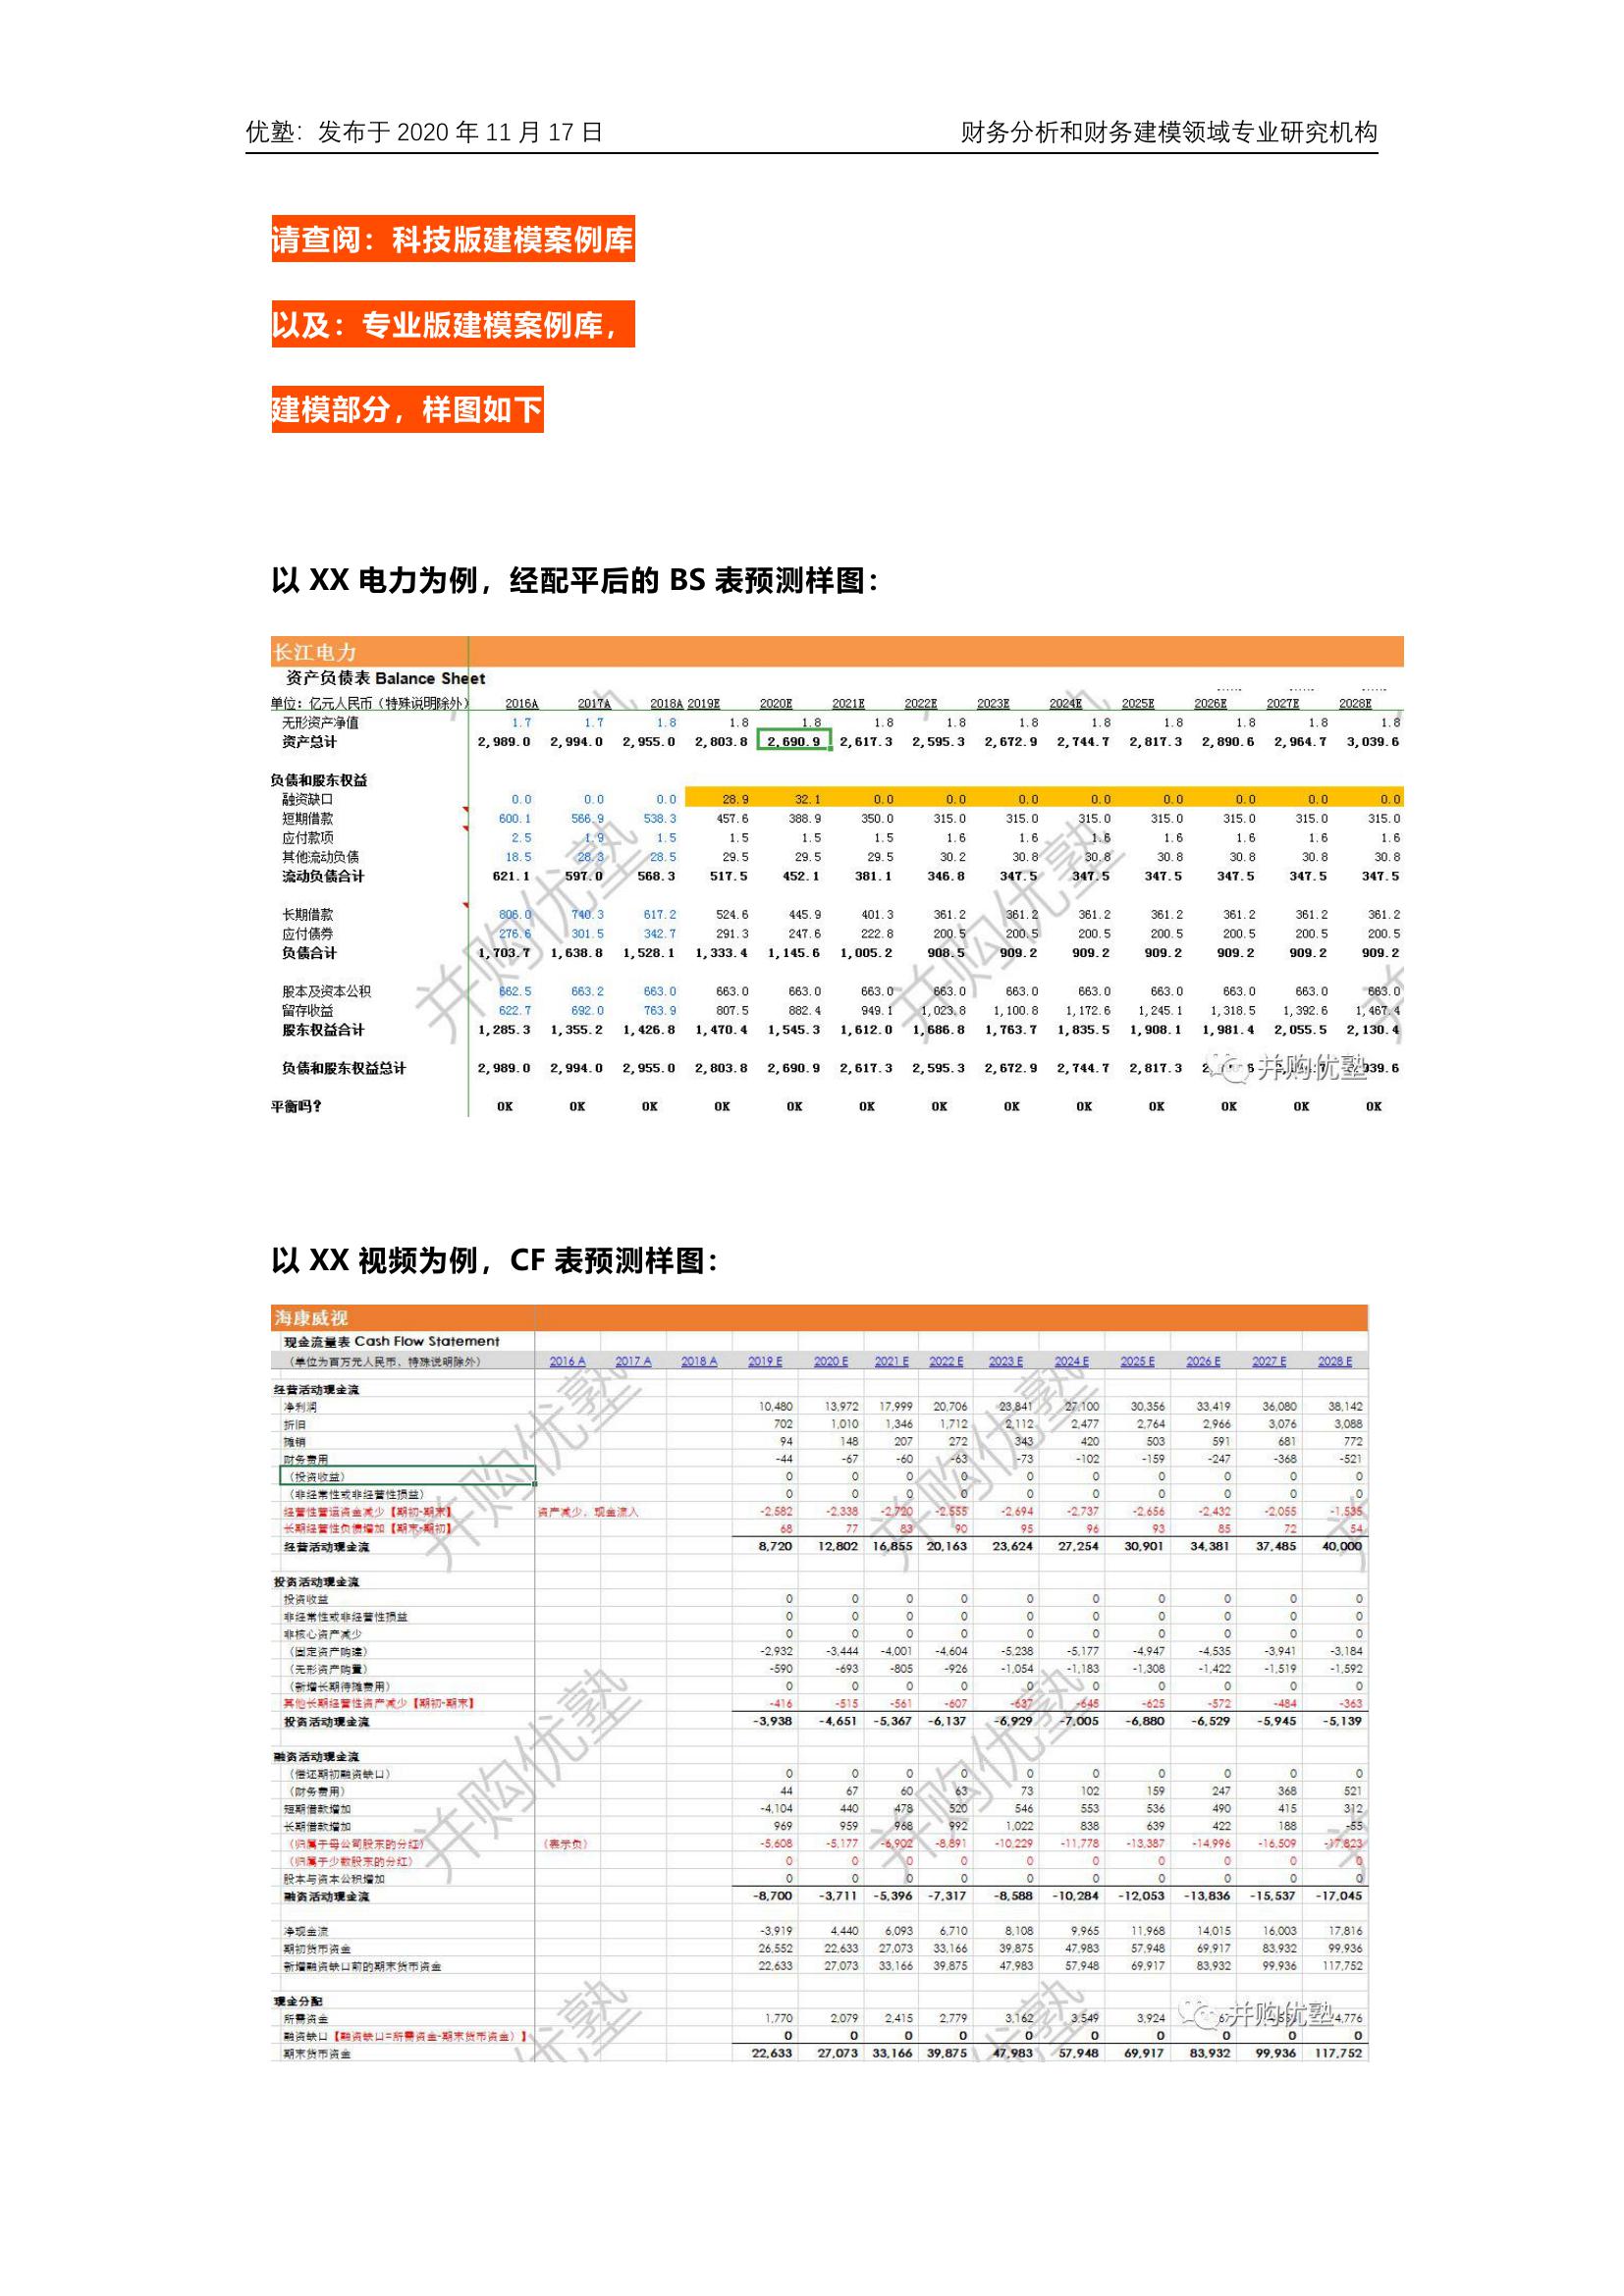 优塾：发布于 2020 年 11 月 17 日 财务分析和财务建模领域专业研究机构
请查阅：科技版建模案例库
以及：专业版建模案例库，
建模部分，样图如下
以 XX 电力为例，经配平后的 BS 表预测样图：
长江电力
资产负债表 Balance Sheet
单位：亿元人民币（特殊说明除外） 2016A 2017A 2018A 2019E 2020E 2021E 2022E 2023E 2024E 2025E 2026E 2027E 2028E
无形资产净值 1.7 1.7 1.8 1.8 1.8 1.8 1.8 1.8 1.8 1.8 1.8 1.8 1.8
资产总计 2,989.0 2,994.0 2,955.0 2,803.8 2,690.9 2,617.3 2,595.3 2,672.9 2,744.7 2,817.3 2,890.6 2,964.7 3,039.6
负债和股东权益
融资缺口 0.0 0.0 0.0 28.9 32.1 0.0 0.0 0.0 0.0 0.0 0.0 0.0 0.0
短期借款 600.1 566.9 538.3 457.6 388.9 350.0 315.0 315.0 315.0 315.0 315.0 315.0 315.0
应付款项 2.5 1.9 1.5 1.5 1.5 1.5 1.6 1.6 1.6 1.6 1.6 1.6 1.6
其他流动负债 18.5 28.3 28.5 29.5 29.5 29.5 30.2 30.8 30.8 30.8 30.8 30.8 30.8
流动负债合计 621.1 597.0 568.3 517.5 452.1 381.1 346.8 347.5 347.5 347.5 347.5 347.5 347.5
长期借款 806.0 740.3 617.2 524.6 445.9 401.3 361.2 361.2 361.2 361.2 361.2 361.2 361.2
应付债券 276.6 301.5 342.7 291.3 247.6 222.8 200.5 200.5 200.5 200.5 200.5 200.5 200.5
负债合计 1,703.7 1,638.8 1,528.1 1,333.4 1,145.6 1,005.2 908.5 909.2 909.2 909.2 909.2 909.2 909.2
股本及资本公积 662.5 663.2 663.0 663.0 663.0 663.0 663.0 663.0 663.0 663.0 663.0 663.0 663.0
留存收益 622.7 692.0 763.9 807.5 882.4 949.1 1,023.8 1,100.8 1,172.6 1,245.1 1,318.5 1,392.6 1,467.4
股东权益合计 1,285.3 1,355.2 1,426.8 1,470.4 1,545.3 1,612.0 1,686.8 1,763.7 1,835.5 1,908.1 1,981.4 2,055.5 2,130.4
负债和股东权益总计 2,989.0 2,994.0 2,955.0 2,803.8 2,690.9 2,617.3 2,595.3 2,672.9 2,744.7 2,817.3 并购优塾
平衡吗？ OK OK OK OK OK OK OK OK OK OK OK OK OK
以 XX 视频为例，CF 表预测样图：
海康威视
现金流量表 Cash Flow Statement
（单位为百万元人民币，特殊说明除外） 2016 A 2017 A 2018 A 2019 E 2020 E 2021 E 2022 E 2023 E 2024 E 2025 E 2026 E 2027 E 2028 E
经营活动现金流
净利润 10,480 13,972 17,999 20,706 23,841 27,100 30,356 33,419 36,080 38,142
折旧 702 1,010 1,346 1,712 2,112 2,477 2,764 2,966 3,076 3,088
摊销 94 148 207 272 343 420 503 591 681 772
财务费用 -44 -67 -60 -63 -73 -102 -159 -247 -368 -521
（投资收益） 0 0 0 0 0 0 0 0 0 0
（非经常性或非经营性损益） 0 0 0 0 0 0 0 0 0 0
经营性营运资金减少【期初-期末】 资产减少，现金流入 -2,582 -2,338 -2,720 -2,555 -2,694 -2,737 -2,656 -2,432 -2,055 -1,535
长期经营性负债增加【期末-期初】 68 77 83 90 95 96 93 85 72 54
经营活动现金流 8,720 12,802 16,855 20,163 23,624 27,254 30,901 34,381 37,485 40,000
投资活动现金流
投资收益 0 0 0 0 0 0 0 0 0 0
非经常性或非经营性损益 0 0 0 0 0 0 0 0 0 0
非核心资产减少 0 0 0 0 0 0 0 0 0 0
（固定资产购建） -2,932 -3,444 -4,001 -4,604 -5,238 -5,177 -4,947 -4,535 -3,941 -3,184
（无形资产购置） -590 -693 -805 -926 -1,054 -1,183 -1,308 -1,422 -1,519 -1,592
（新增长期待摊费用） 0 0 0 0 0 0 0 0 0 0
其他长期经营性资产减少【期初-期末】 -416 -515 -561 -607 -637 -645 -625 -572 -484 -363
投资活动现金流 -3,938 -4,651 -5,367 -6,137 -6,929 -7,005 -6,880 -6,529 -5,945 -5,139
融资活动现金流
（偿还期初融资缺口） 0 0 0 0 0 0 0 0 0 0
（财务费用） 44 67 60 63 73 102 159 247 368 521
短期借款增加 -4,104 440 478 520 546 553 536 490 415 312
长期借款增加 969 959 968 992 1,022 838 639 422 188 -55
（归属于母公司股东的分红） （表示负） -5,608 -5,177 -6,902 -8,891 -10,229 -11,778 -13,387 -14,996 -16,509 -17,823
（归属于少数股东的分红） 0 0 0 0 0 0 0 0 0 0
股本与资本公积增加 0 0 0 0 0 0 0 0 0 0
融资活动现金流 -8,700 -3,711 -5,396 -7,317 -8,588 -10,284 -12,053 -13,836 -15,537 -17,045
净现金流 -3,919 4,440 6,093 6,710 8,108 9,965 11,968 14,015 16,003 17,816
期初货币资金 26,552 22,633 27,073 33,166 39,875 47,983 57,948 69,917 83,932 99,936
新增融资缺口前的期末货币资金 22,633 27,073 33,166 39,875 47,983 57,948 69,917 83,932 99,936 117,752
现金分配
所需资金 1,770 2,079 2,415 2,779 3,162 3,549 3,924 并购优塾 4,776
融资缺口【融资缺口=所需资金-期末货币资金）】 0 0 0 0 0 0 0 0 0 0
期末货币资金 22,633 27,073 33,166 39,875 47,983 57,948 69,917 83,932 99,936 117,752